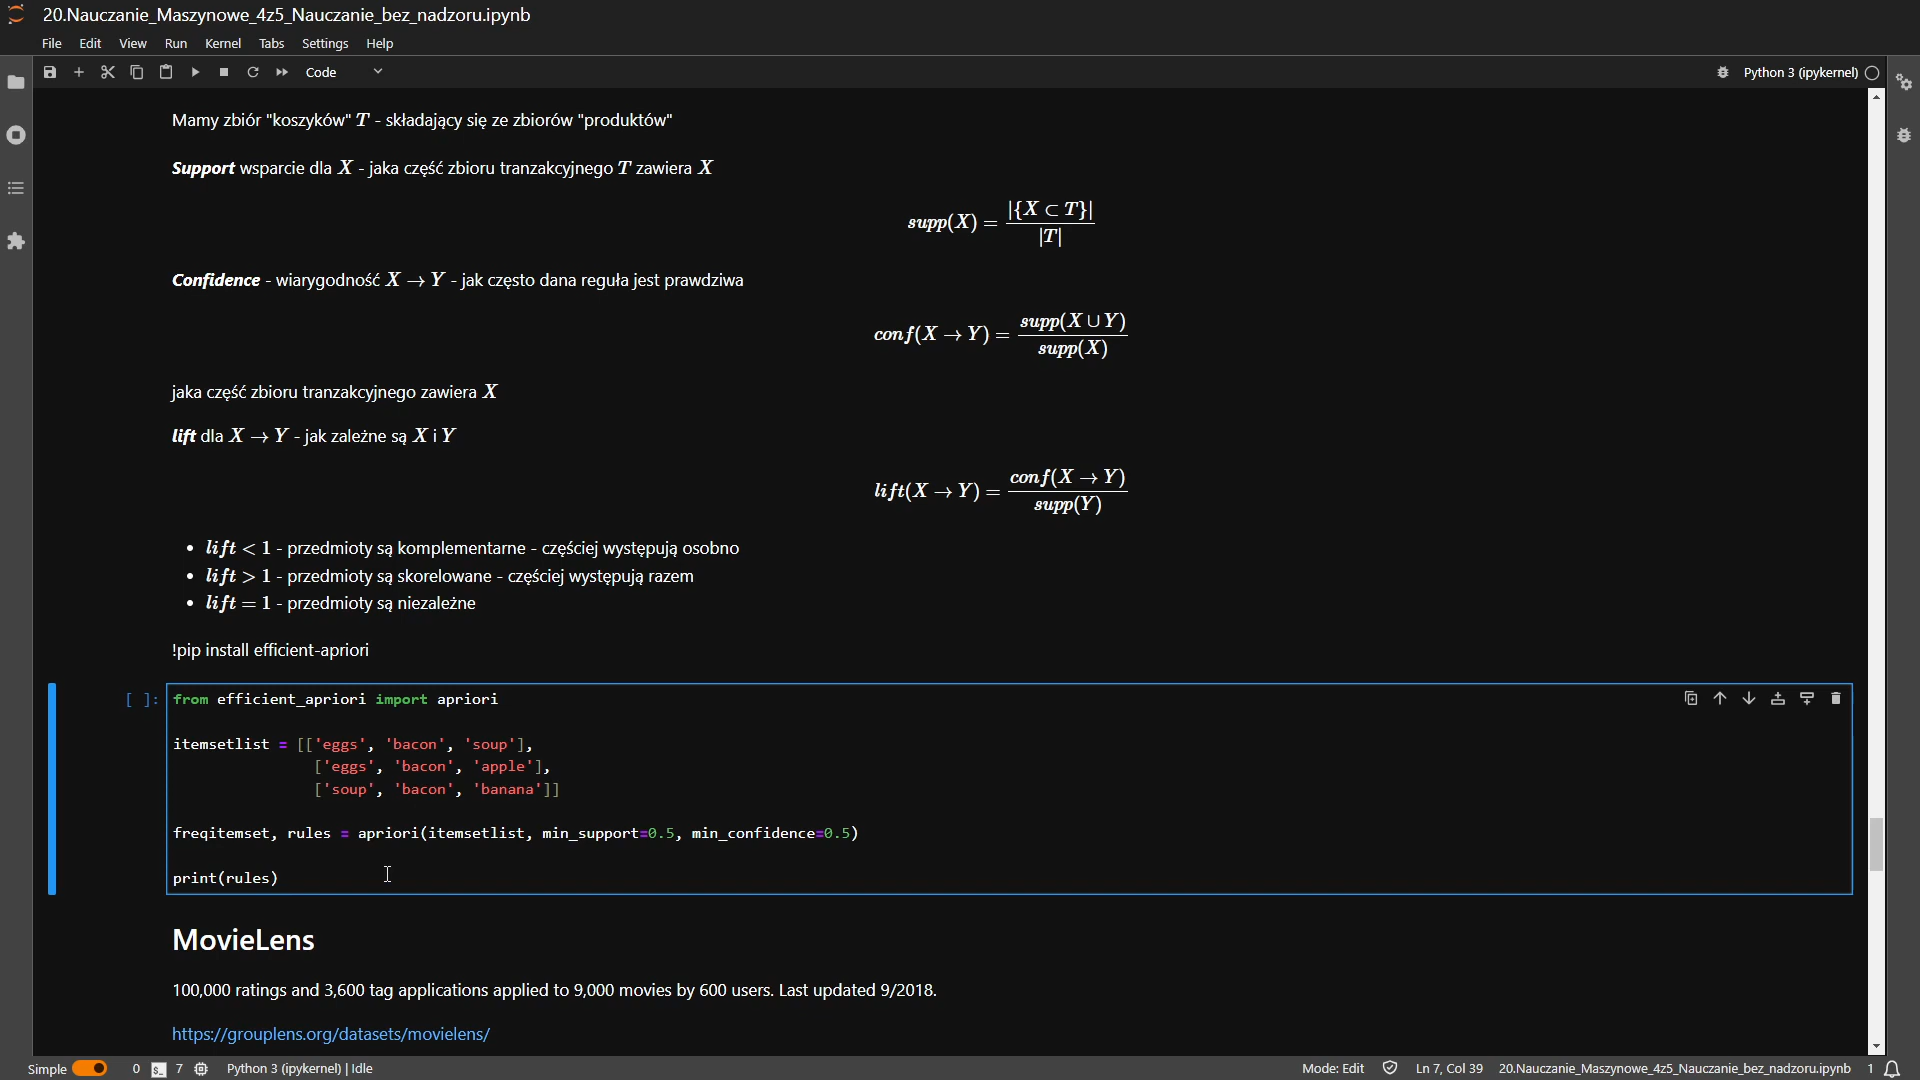 20.Nauczanie_Maszynowe_4z5_Nauczanie_bez_nadzoru.ipynb
File Edit View Run Kernel Tabs Settings Help
Code Python 3 (ipykernel)
Mamy zbiór "koszyków" T - składający się ze zbiorów "produktów"
Support wsparcie dla X - jaka część zbioru tranzakcyjnego T zawiera X
supp(X) = |{X ⊂ T}| / |T|
Confidence - wiarygodność X → Y - jak często dana reguła jest prawdziwa
conf(X → Y) = supp(X ∪ Y) / supp(X)
jaka część zbioru tranzakcyjnego zawiera X
lift dla X → Y - jak zależne są X i Y
lift(X → Y) = conf(X → Y) / supp(Y)
• lift < 1 - przedmioty są komplementarne - częściej występują osobno
• lift > 1 - przedmioty są skorelowane - częściej występują razem
• lift = 1 - przedmioty są niezależne
!pip install efficient-apriori
[ ]: from efficient_apriori import apriori
itemsetlist = [['eggs', 'bacon', 'soup'],
['eggs', 'bacon', 'apple'],
['soup', 'bacon', 'banana']]
freqitemset, rules = apriori(itemsetlist, min_support=0.5, min_confidence=0.5)
print(rules)
MovieLens
100,000 ratings and 3,600 tag applications applied to 9,000 movies by 600 users. Last updated 9/2018.
https://grouplens.org/datasets/movielens/
Simple 0 $_ 7 Python 3 (ipykernel) | Idle Mode: Edit Ln 7, Col 39 20.Nauczanie_Maszynowe_4z5_Nauczanie_bez_nadzoru.ipynb 1